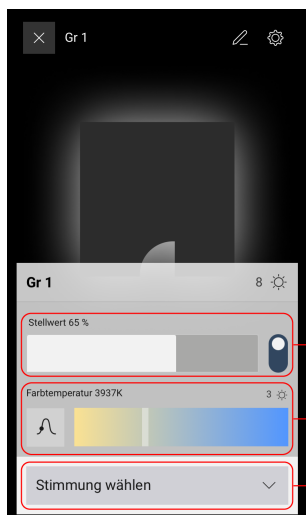 Gr 1
Gr 1 8
Stellwert 65 %
Farbtemperatur 3937K 3
Stimmung wählen